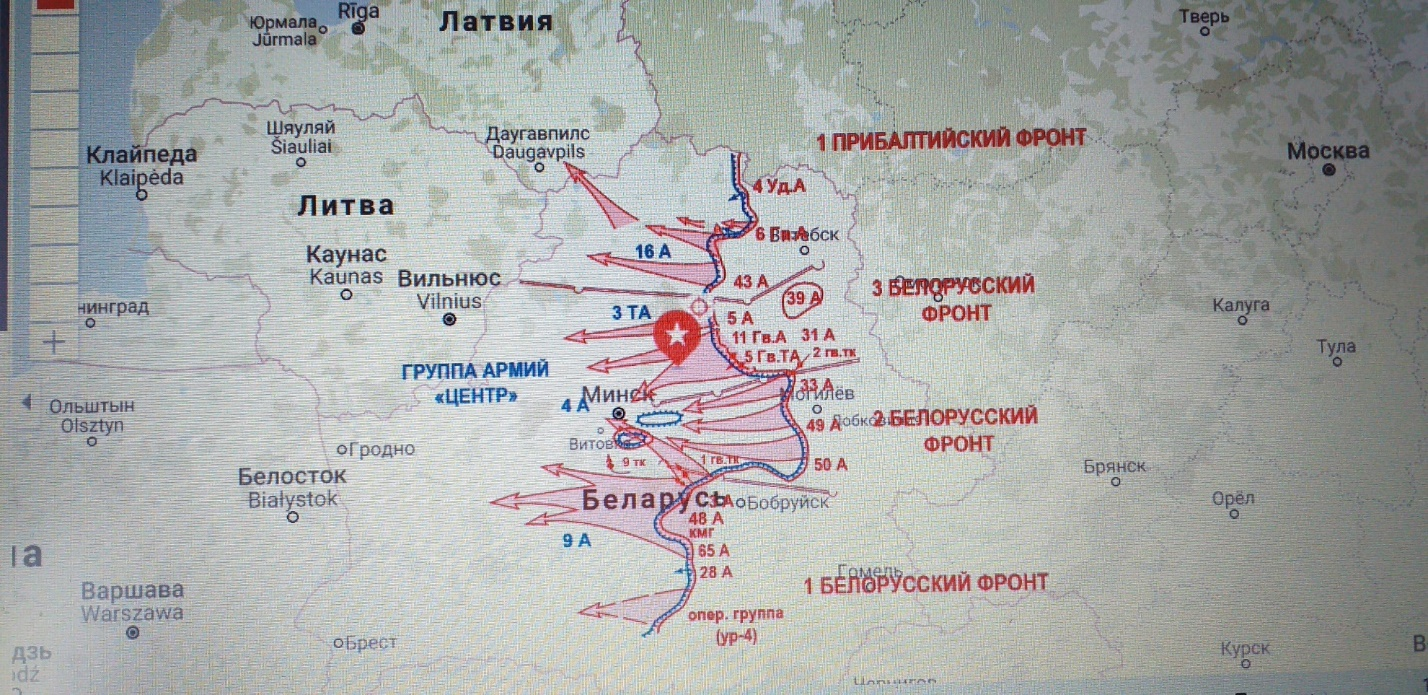 Юрмала
Jūrmala
Rīga
Латвия
Тверь
Шяуляй
Šiauliai
Даугавпилс
Daugavpils
1 ПРИБАЛТИЙСКИЙ ФРОНТ
Москва
Клайпеда
Klaipėda
Литва
4 Уд.А
Витебск
Каунас
Kaunas
16 А
Вильнюс
Vilnius
43 А
39 А
3 БЕЛОРУССКИЙ
ФРОНТ
Калуга
3 ТА
5 А
11 Гв.А
31 А
5 Гв.ТА
2 гв.тк
Тула
ГРУППА АРМИЙ
«ЦЕНТР»
Ольштын
Olsztyn
4 А
Минск
33 А
Могилёв
49 А
2 БЕЛОРУССКИЙ
ФРОНТ
Гродно
9 тк
1 гв.тк
50 А
Брянск
Белосток
Białystok
Беларусь
Бобруйск
Орёл
48 А
КМГ
9 А
65 А
28 А
Гомель
1 БЕЛОРУССКИЙ ФРОНТ
Варшава
Warszawa
опер. группа
(ур-4)
Брест
Курск